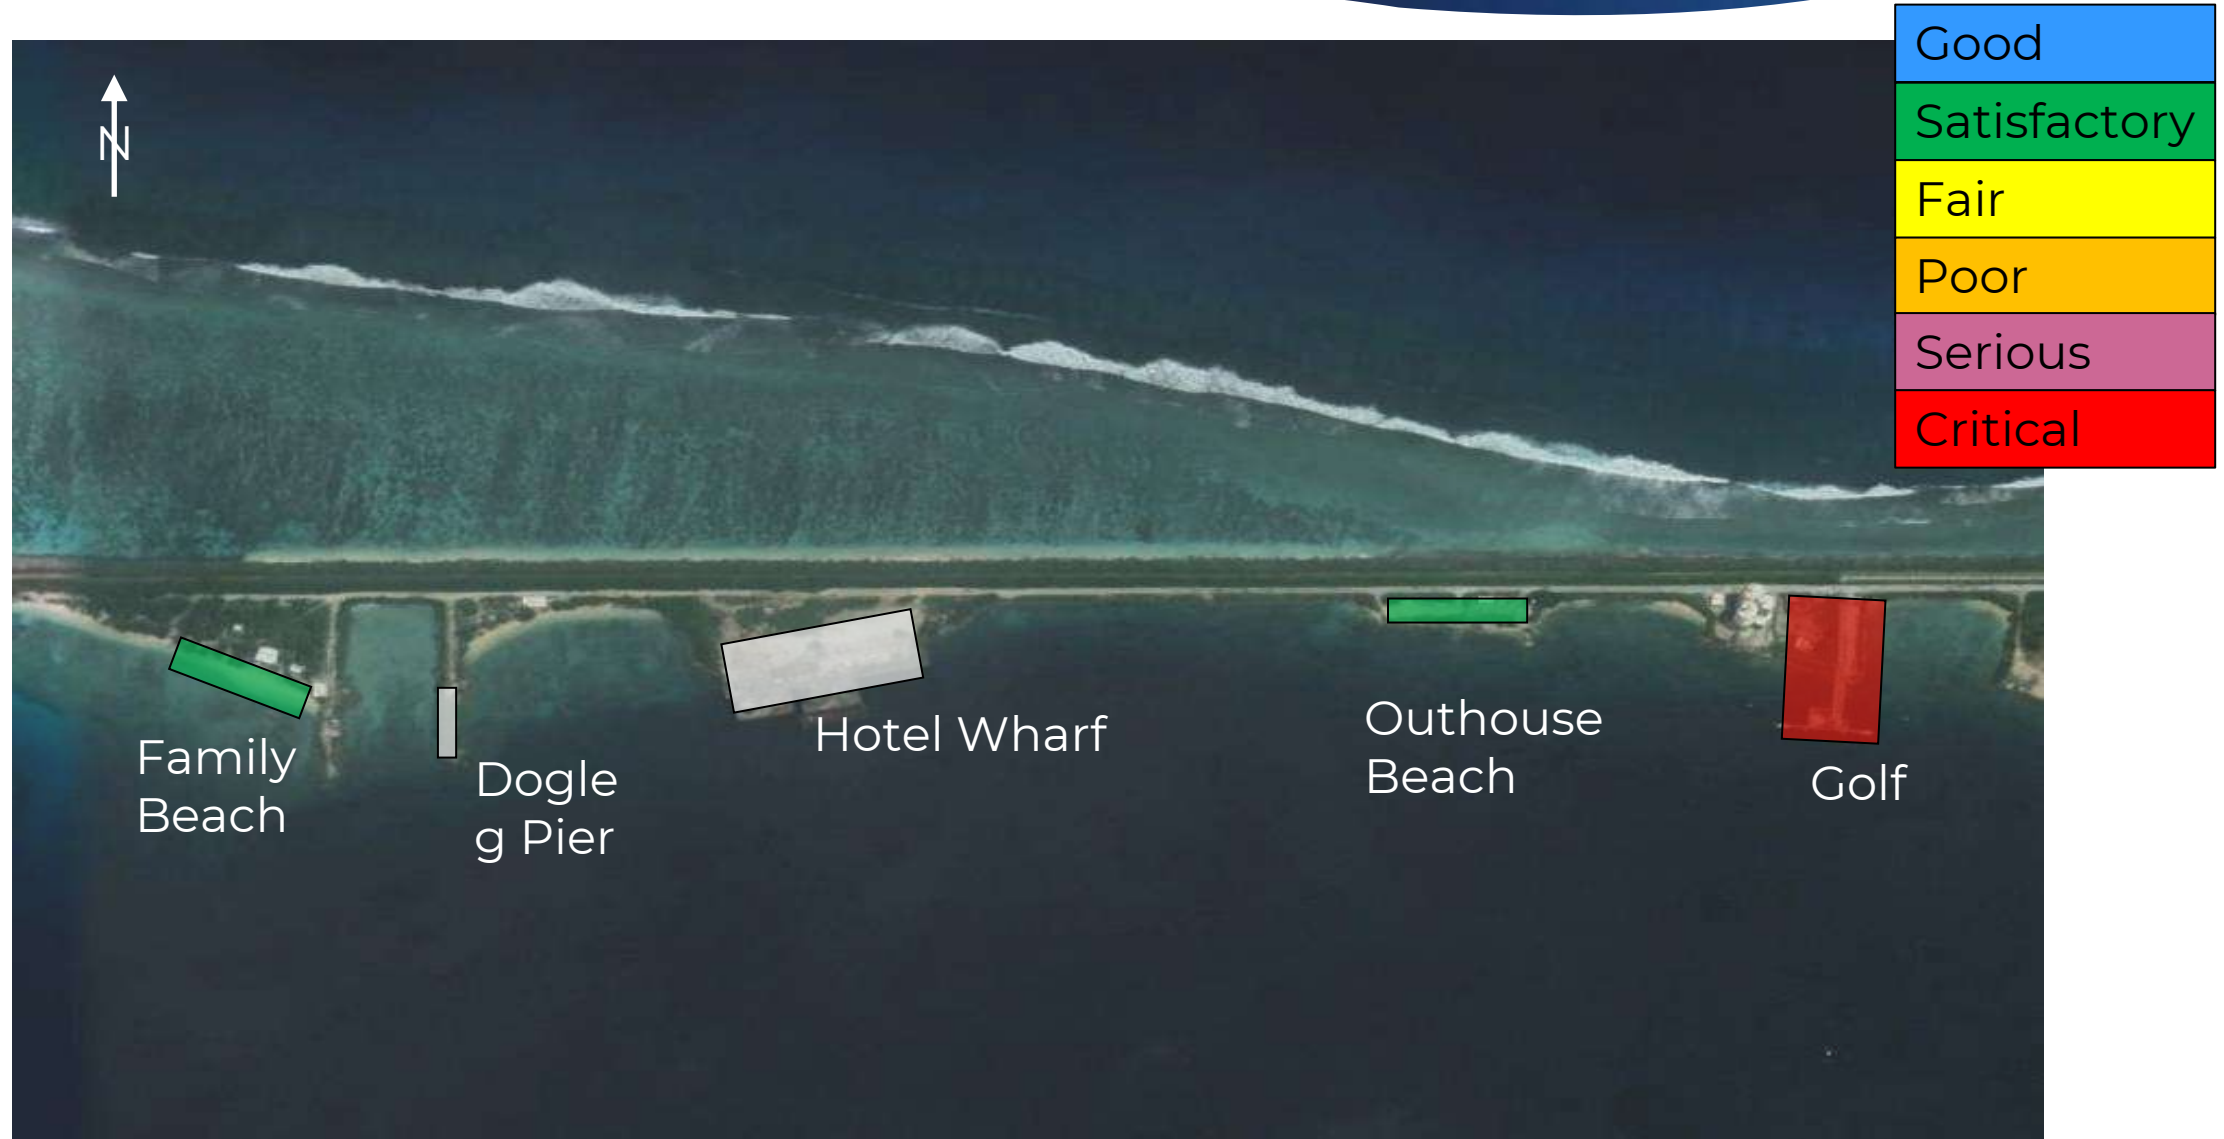 N
Good
Satisfactory
Fair
Poor
Serious
Critical
Family
Beach
Dogle
g Pier
Hotel Wharf
Outhouse
Beach
Golf